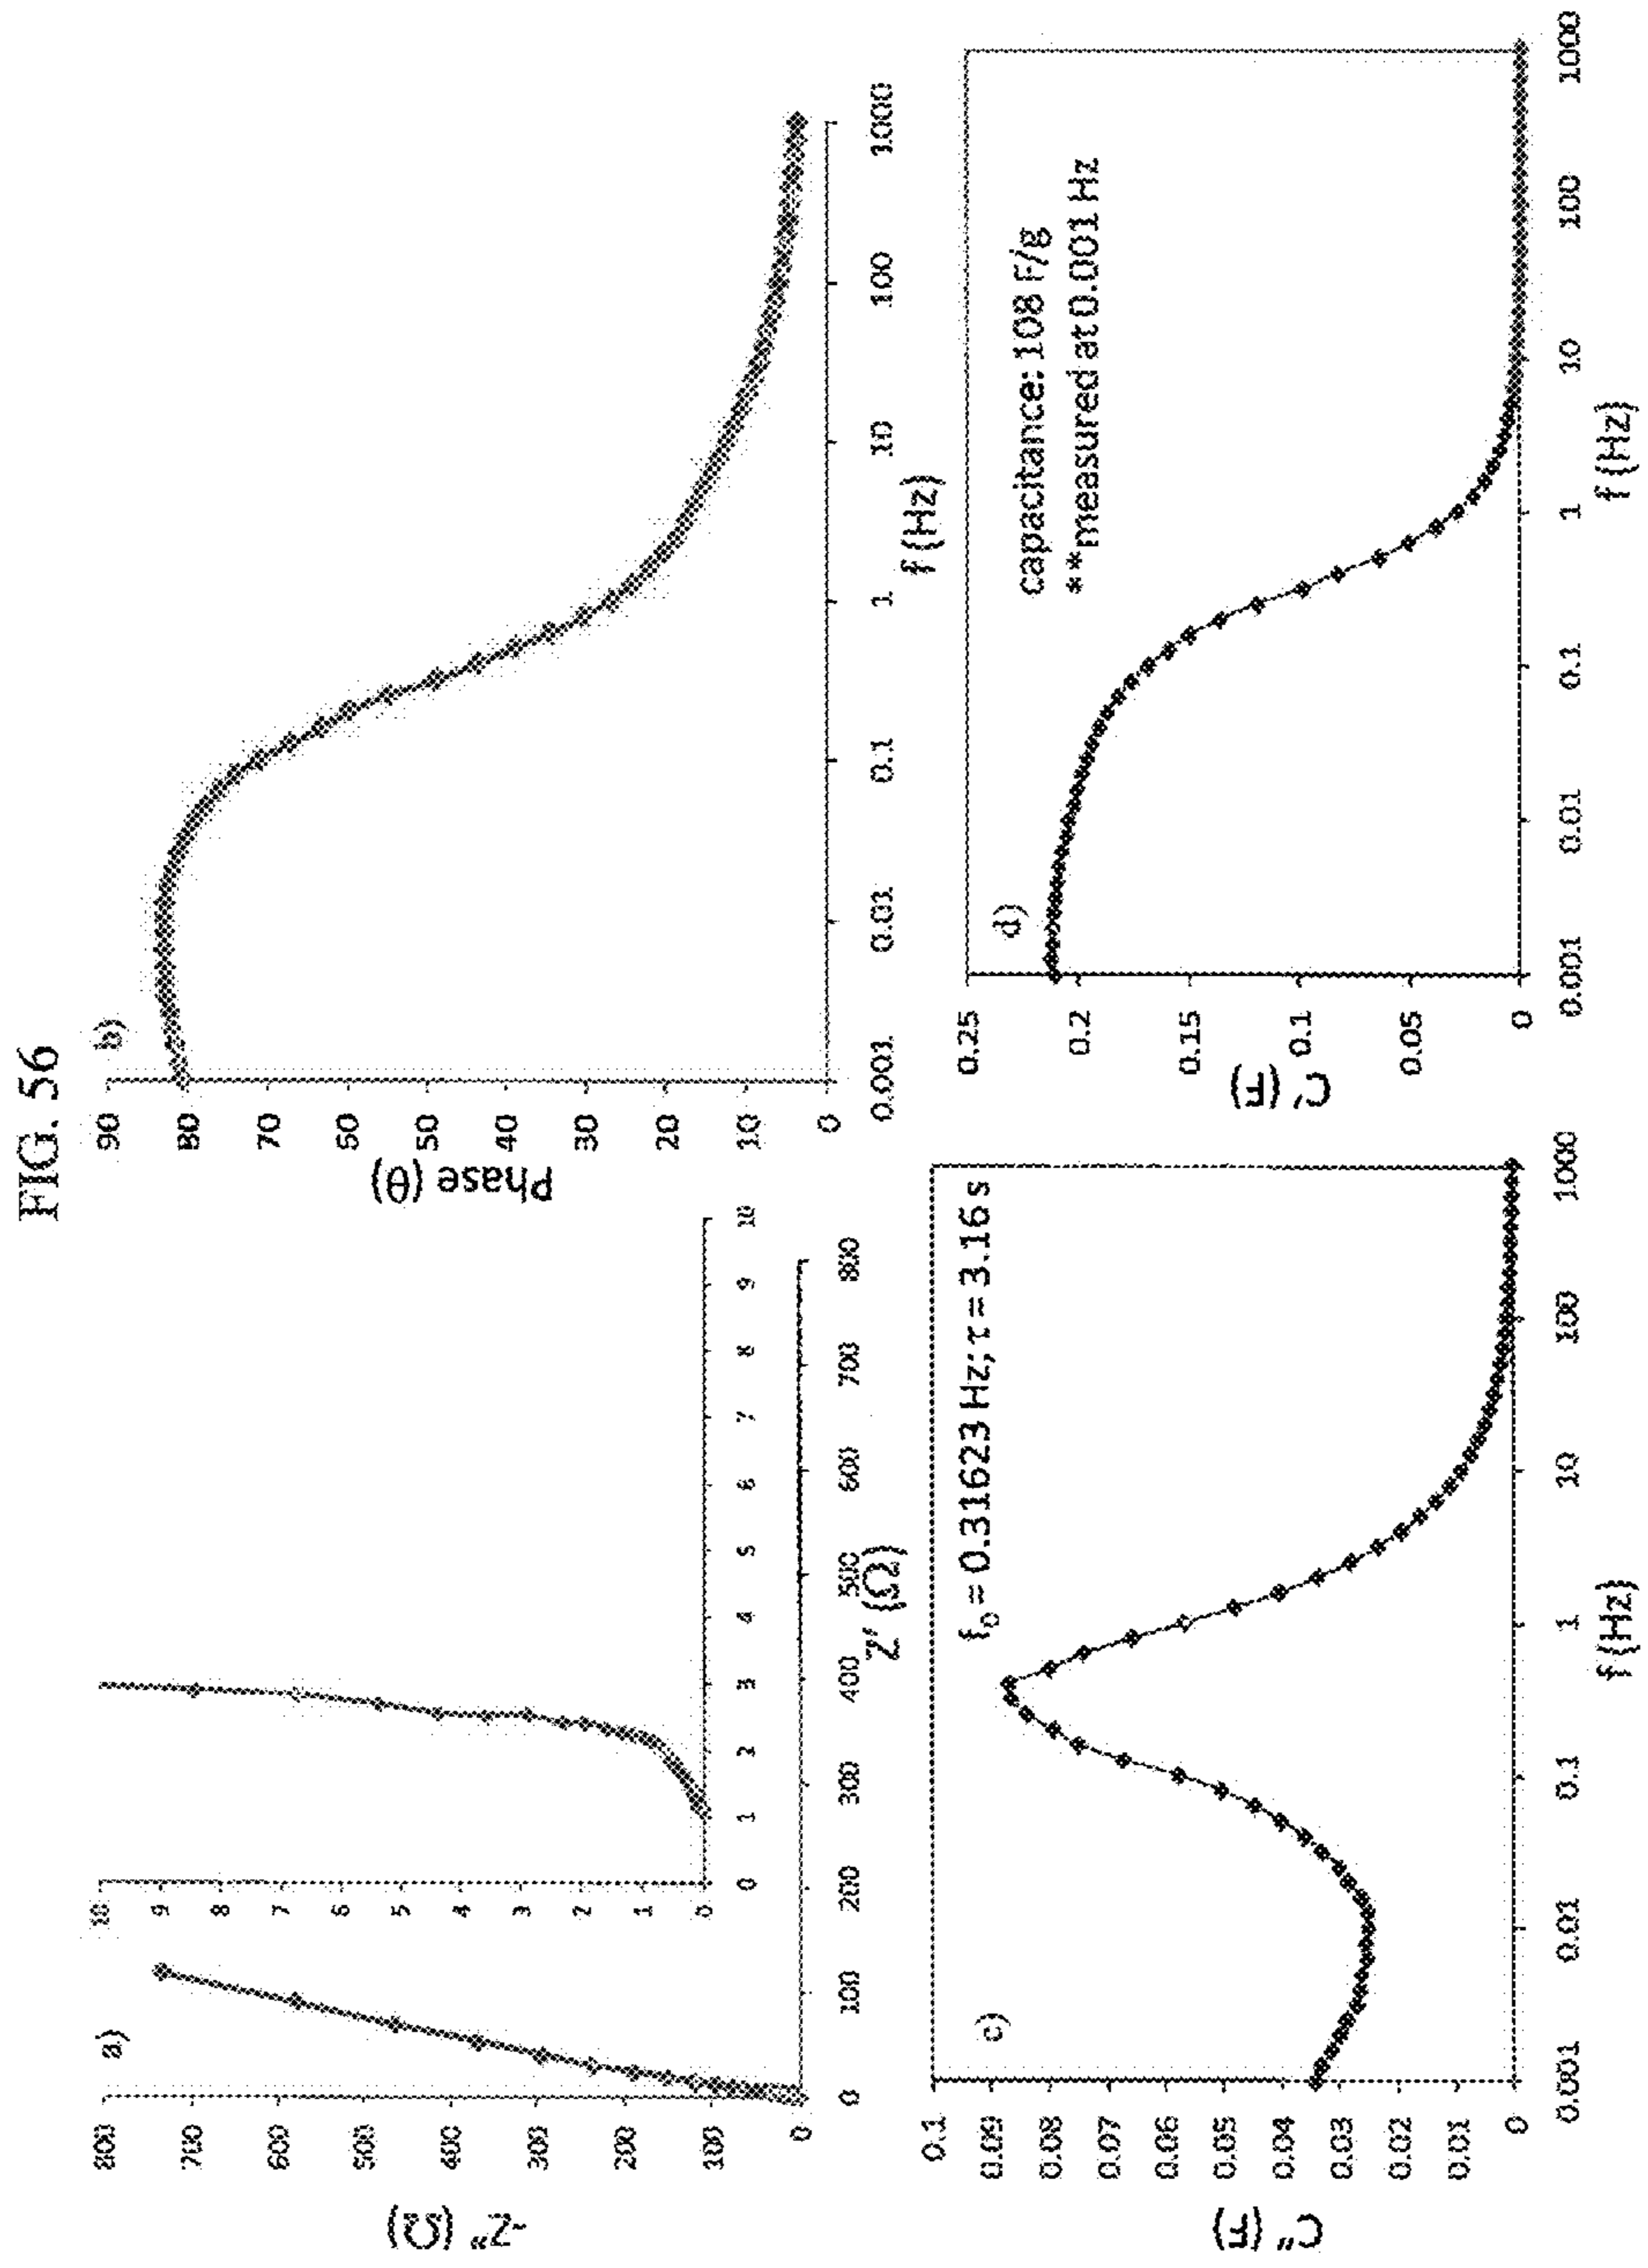 FIG. 56
a)
-Z" (Ω)
800
700
600
500
400
300
200
100
0
0 100 200 300 400 500 600 700 800
Z' (Ω)
10
9
8
7
6
5
4
3
2
1
0
0 1 2 3 4 5 6 7 8 9 10
b)
Phase (θ)
90
80
70
60
50
40
30
20
10
0
0.001 0.01 0.1 1 10 100 1000
f (Hz)
c)
f₀ = 0.31623 Hz; τ = 3.16 s
C" (F)
0.1
0.09
0.08
0.07
0.06
0.05
0.04
0.03
0.02
0.01
0
0.001 0.01 0.1 1 10 100 1000
f (Hz)
d)
capacitance: 108 F/g
**measured at 0.001 Hz
C' (F)
0.25
0.2
0.15
0.1
0.05
0
0.001 0.01 0.1 1 10 100 1000
f (Hz)